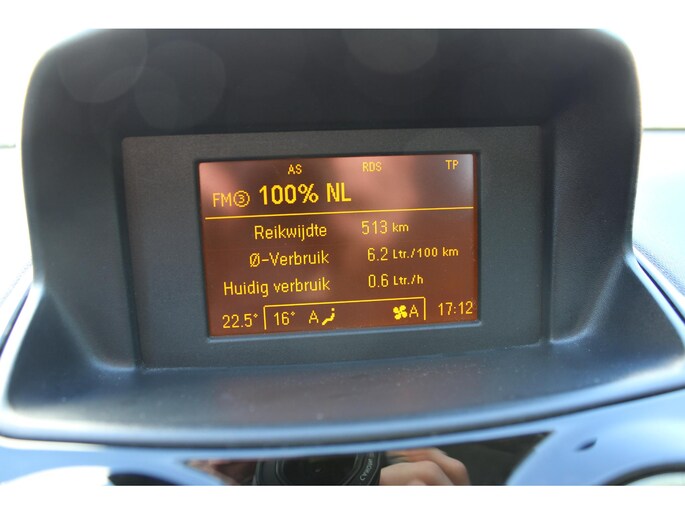 AS RDS TP
FM③ 100% NL
Reikwijdte 513 km
Ø-Verbruik 6.2 Ltr./100 km
Huidig verbruik 0.6 Ltr./h
22.5° 16° A A 17:12